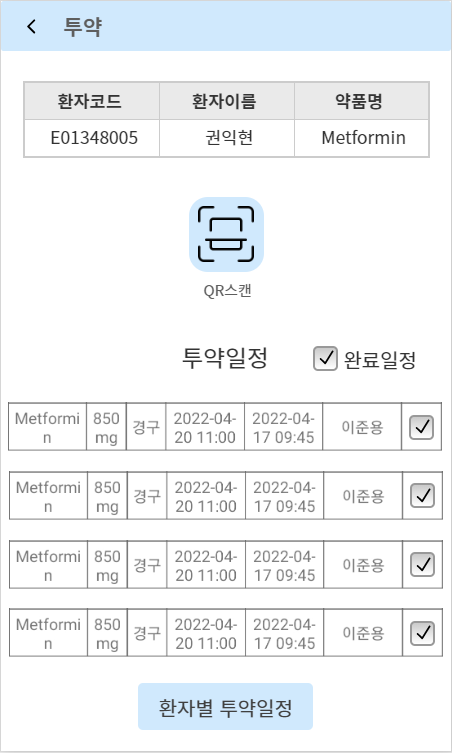 투약
환자코드 환자이름 약품명
E01348005 권익현 Metformin
QR스캔
투약일정 완료일정
Metformi 850 경구 2022-04- 2022-04- 이준용
n mg 20 11:00 17 09:45
Metformi 850 경구 2022-04- 2022-04- 이준용
n mg 20 11:00 17 09:45
Metformi 850 경구 2022-04- 2022-04- 이준용
n mg 20 11:00 17 09:45
Metformi 850 경구 2022-04- 2022-04- 이준용
n mg 20 11:00 17 09:45
환자별 투약일정